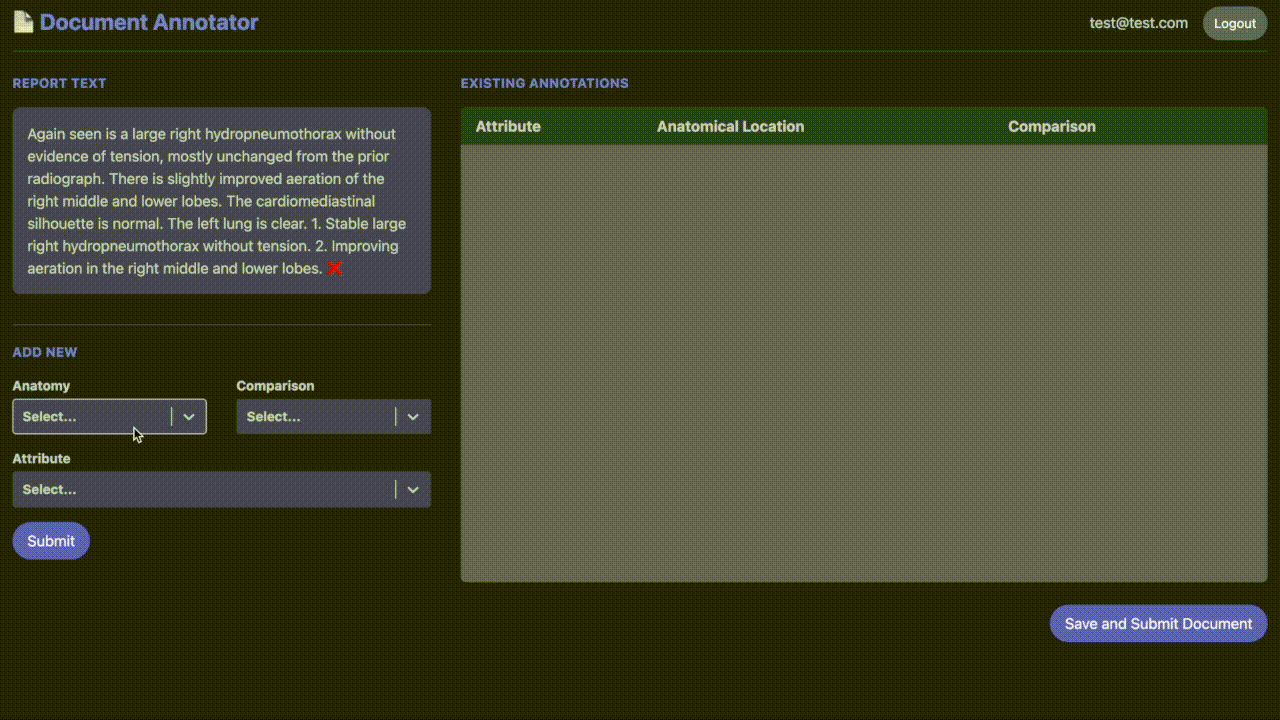 Document Annotator
test@test.com
Logout
REPORT TEXT
Again seen is a large right hydropneumothorax without
evidence of tension, mostly unchanged from the prior
radiograph. There is slightly improved aeration of the
right middle and lower lobes. The cardiomediastinal
silhouette is normal. The left lung is clear. 1. Stable large
right hydropneumothorax without tension. 2. Improving
aeration in the right middle and lower lobes. ❌
ADD NEW
Anatomy
Comparison
Select...
Select...
Attribute
Select...
Submit
EXISTING ANNOTATIONS
Attribute
Anatomical Location
Comparison
Save and Submit Document